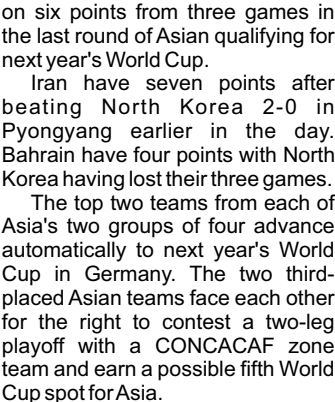 on six points from three games in
the last round of Asian qualifying for
next year's World Cup.
Iran have seven points after
beating North Korea 2-0 in
Pyongyang earlier in the day.
Bahrain have four points with North
Korea having lost their three games.
The top two teams from each of
Asia's two groups of four advance
automatically to next year's World
Cup in Germany. The two third-
placed Asian teams face each other
for the right to contest a two-leg
playoff with a CONCACAF zone
team and earn a possible fifth World
Cup spot for Asia.